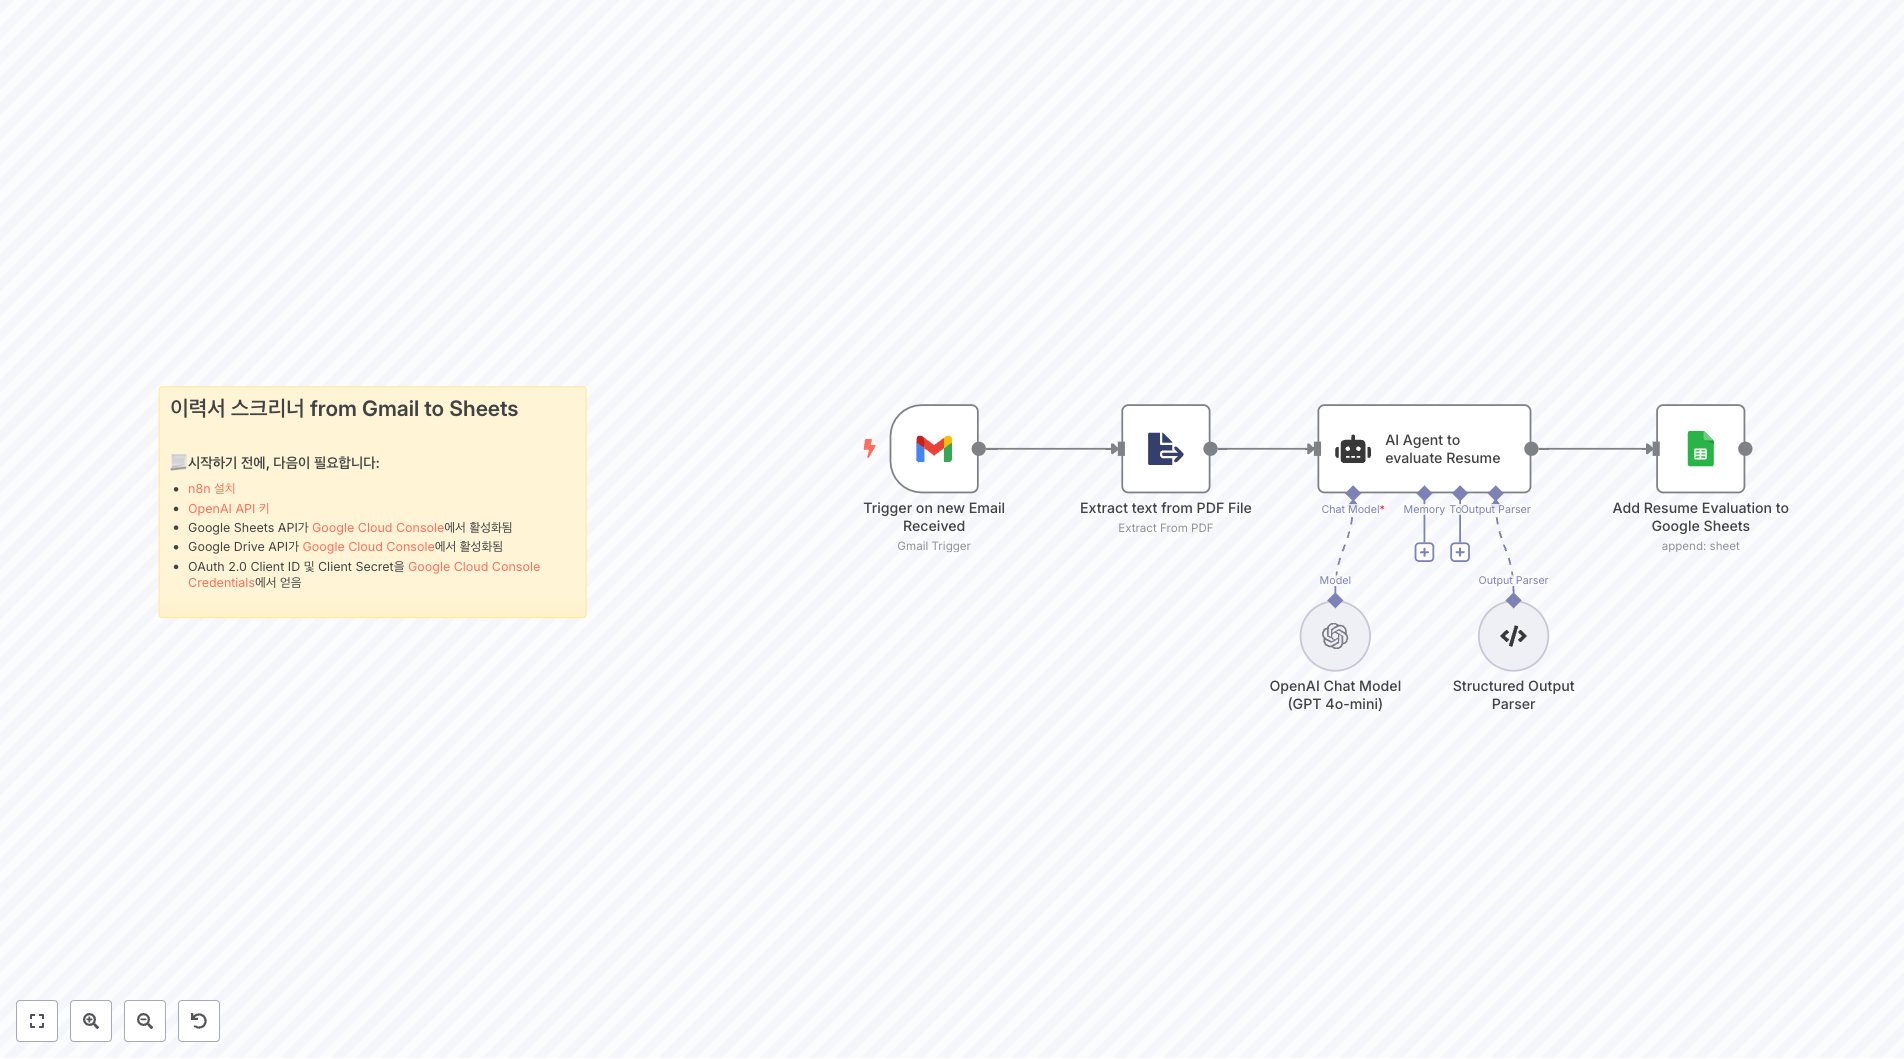 이력서 스크리너 from Gmail to Sheets
시작하기 전에, 다음이 필요합니다:
n8n 설치
OpenAI API 키
Google Sheets API가 Google Cloud Console에서 활성화됨
Google Drive API가 Google Cloud Console에서 활성화됨
OAuth 2.0 Client ID 및 Client Secret을 Google Cloud Console
Credentials에서 얻음
Trigger on new Email
Received
Gmail Trigger
Extract text from PDF File
Extract From PDF
AI Agent to
evaluate Resume
Chat Model*
Memory
To
Output Parser
Model
Output Parser
OpenAI Chat Model
(GPT 4o-mini)
Structured Output
Parser
Add Resume Evaluation to
Google Sheets
append: sheet